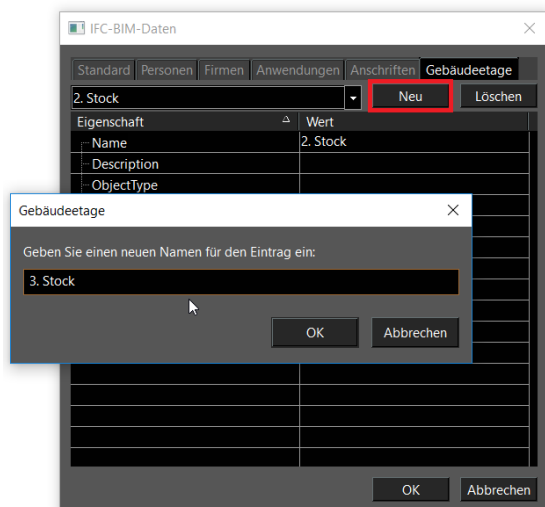 IFC-BIM-Daten
Standard Personen Firmen Anwendungen Anschriften Gebäudeetage
2. Stock Neu Löschen
Eigenschaft Wert
Name 2. Stock
Description
ObjectType
Gebäudeetage
Geben Sie einen neuen Namen für den Eintrag ein:
3. Stock
OK Abbrechen
OK Abbrechen